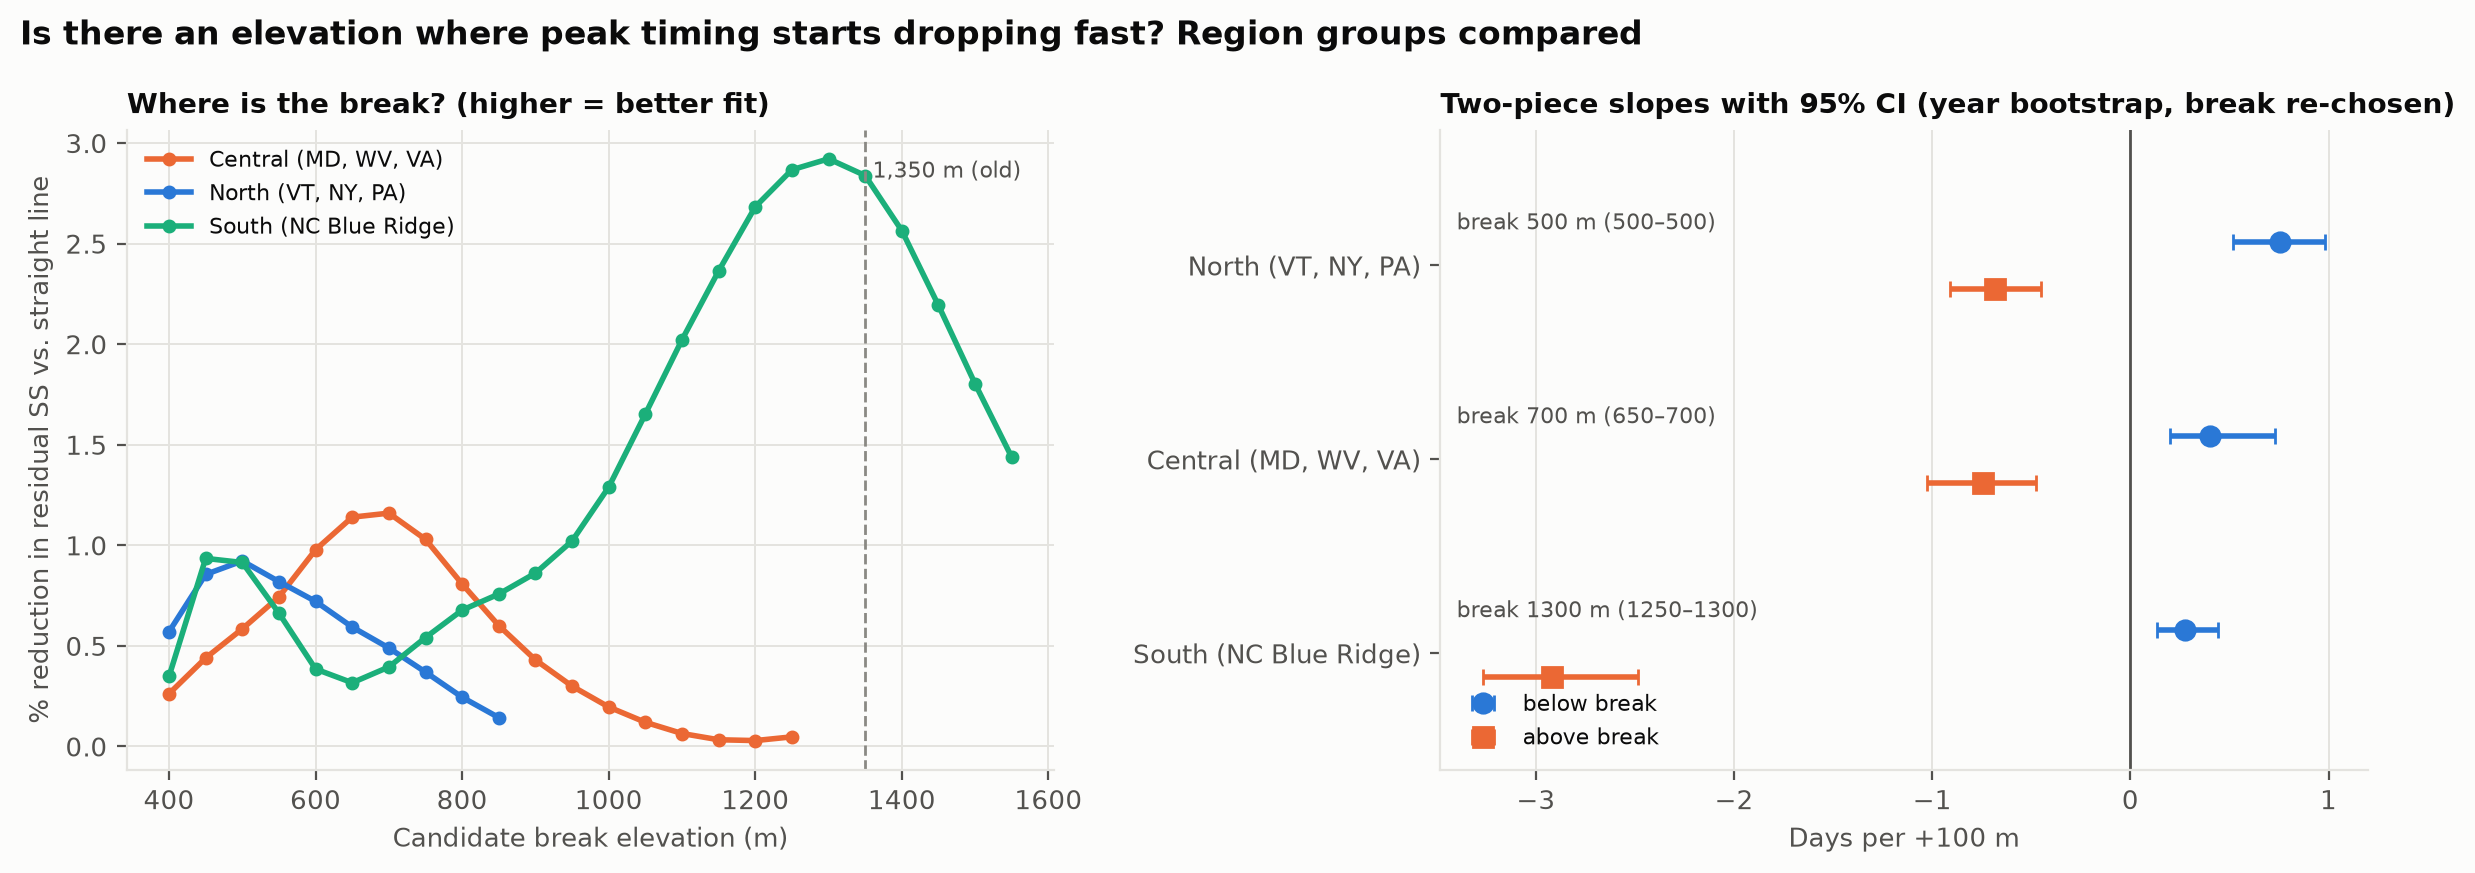 Is there an elevation where peak timing starts dropping fast? Region groups compared
Where is the break? (higher = better fit)
% reduction in residual SS vs. straight line
3.0
2.5
2.0
1.5
1.0
0.5
0.0
Central (MD, WV, VA)
North (VT, NY, PA)
South (NC Blue Ridge)
1,350 m (old)
400 600 800 1000 1200 1400 1600
Candidate break elevation (m)
Two-piece slopes with 95% CI (year bootstrap, break re-chosen)
break 500 m (500–500)
North (VT, NY, PA)
break 700 m (650–700)
Central (MD, WV, VA)
break 1300 m (1250–1300)
South (NC Blue Ridge)
below break
above break
−3 −2 −1 0 1
Days per +100 m